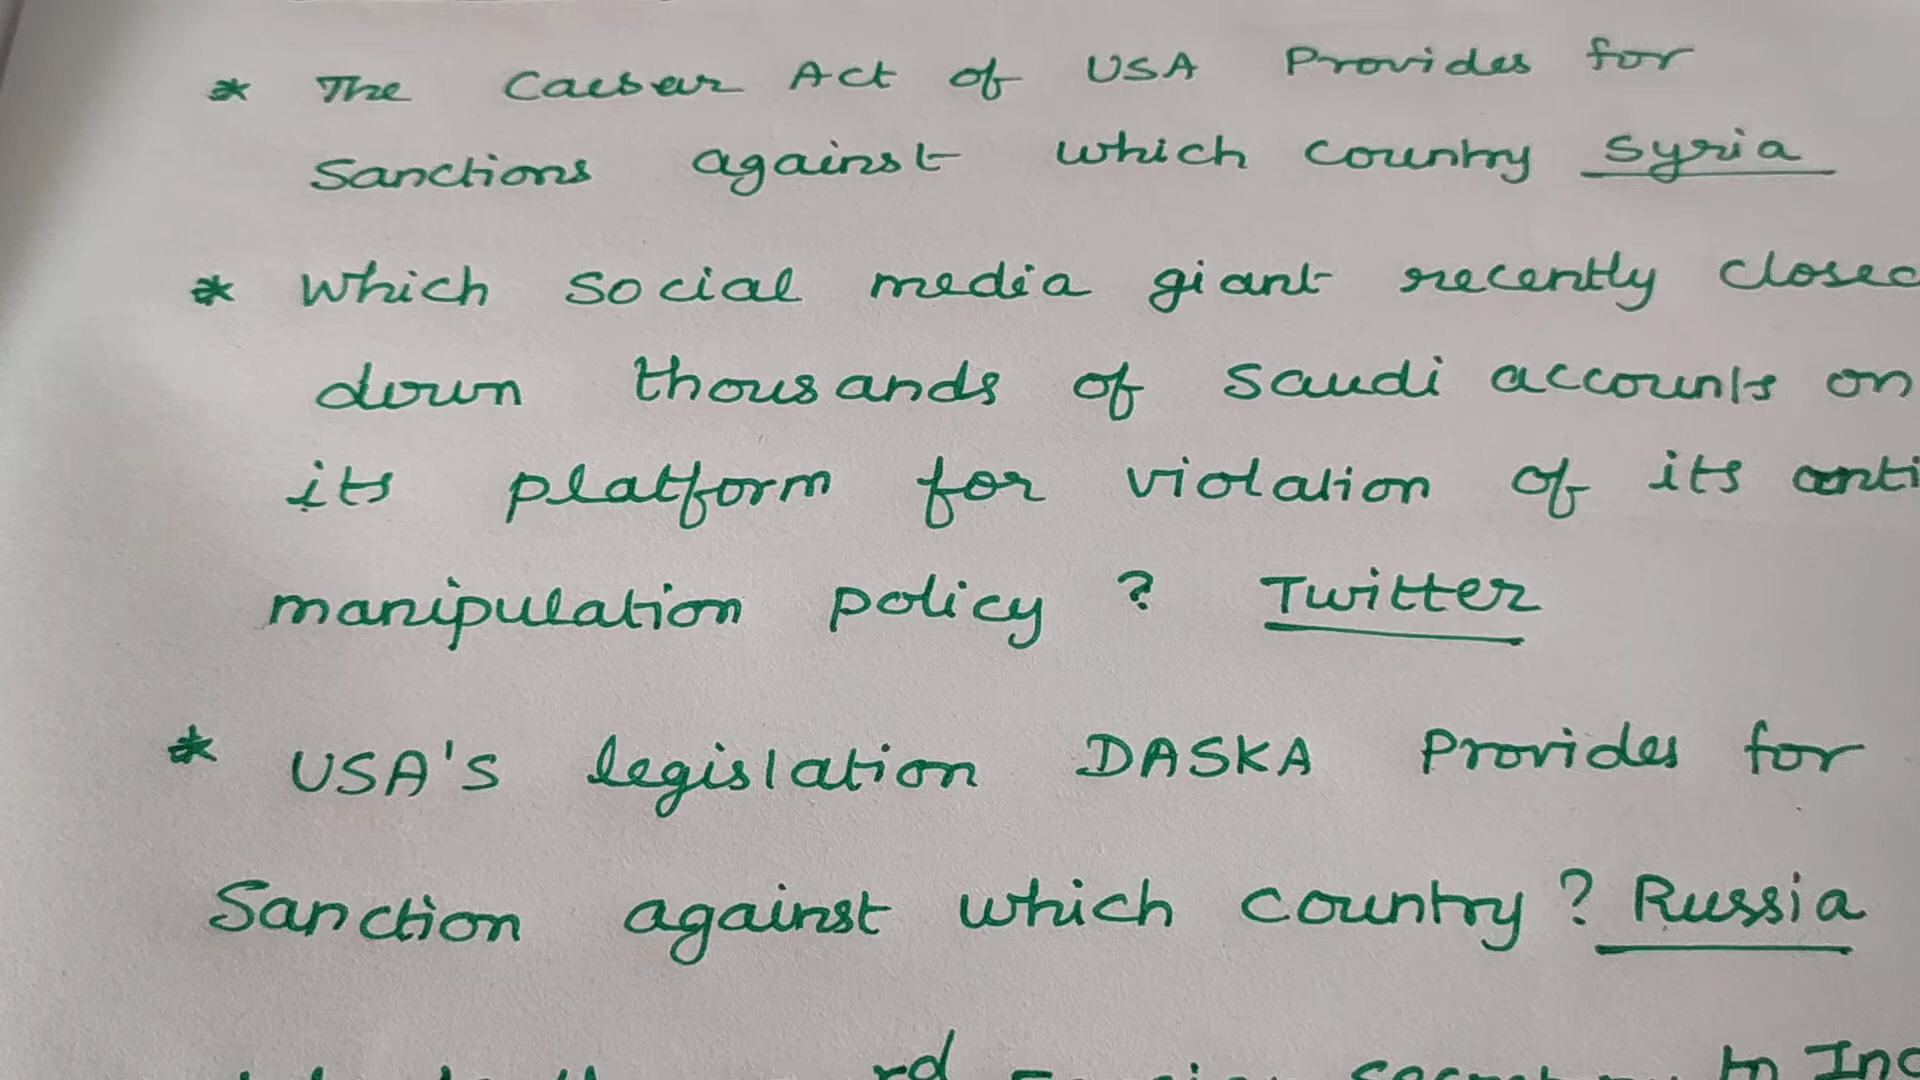 * The Caesar Act of USA Provides for
Sanctions against which country Syria
* Which social media giant recently closed
down thousands of Saudi accounts on
its platform for violation of its anti
manipulation policy ? Twitter
* USA's legislation DASKA Provides for
Sanction against which country ? Russia
rd